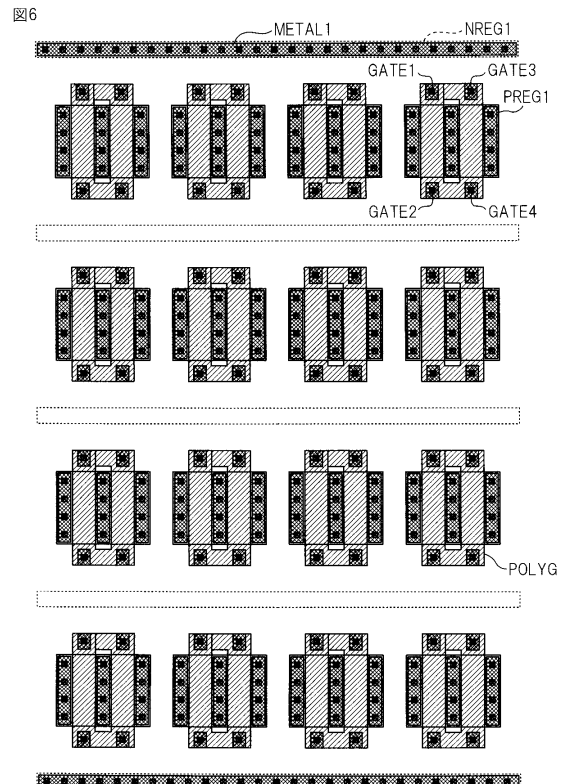 図6
METAL1
NREG1
GATE1
GATE3
PREG1
GATE2
GATE4
POLYG